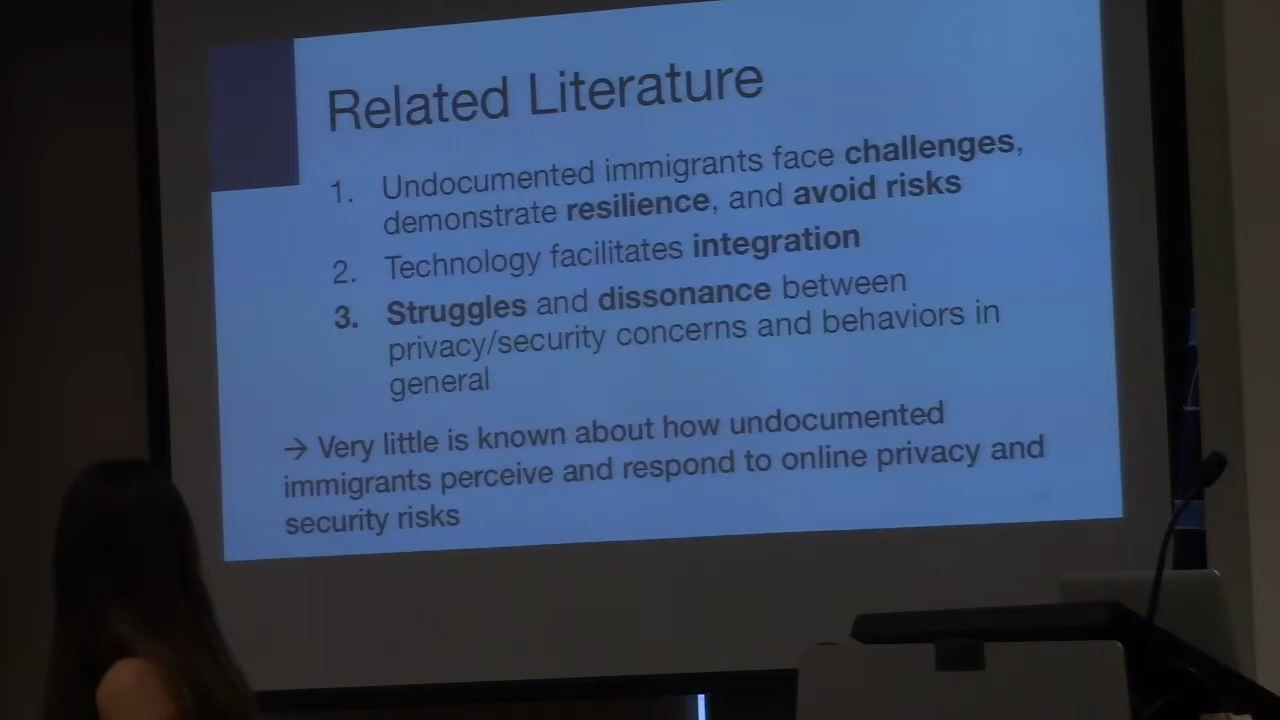 Related Literature
1. Undocumented immigrants face challenges,
demonstrate resilience, and avoid risks
2. Technology facilitates integration
3. Struggles and dissonance between
privacy/security concerns and behaviors in
general
→ Very little is known about how undocumented
immigrants perceive and respond to online privacy and
security risks